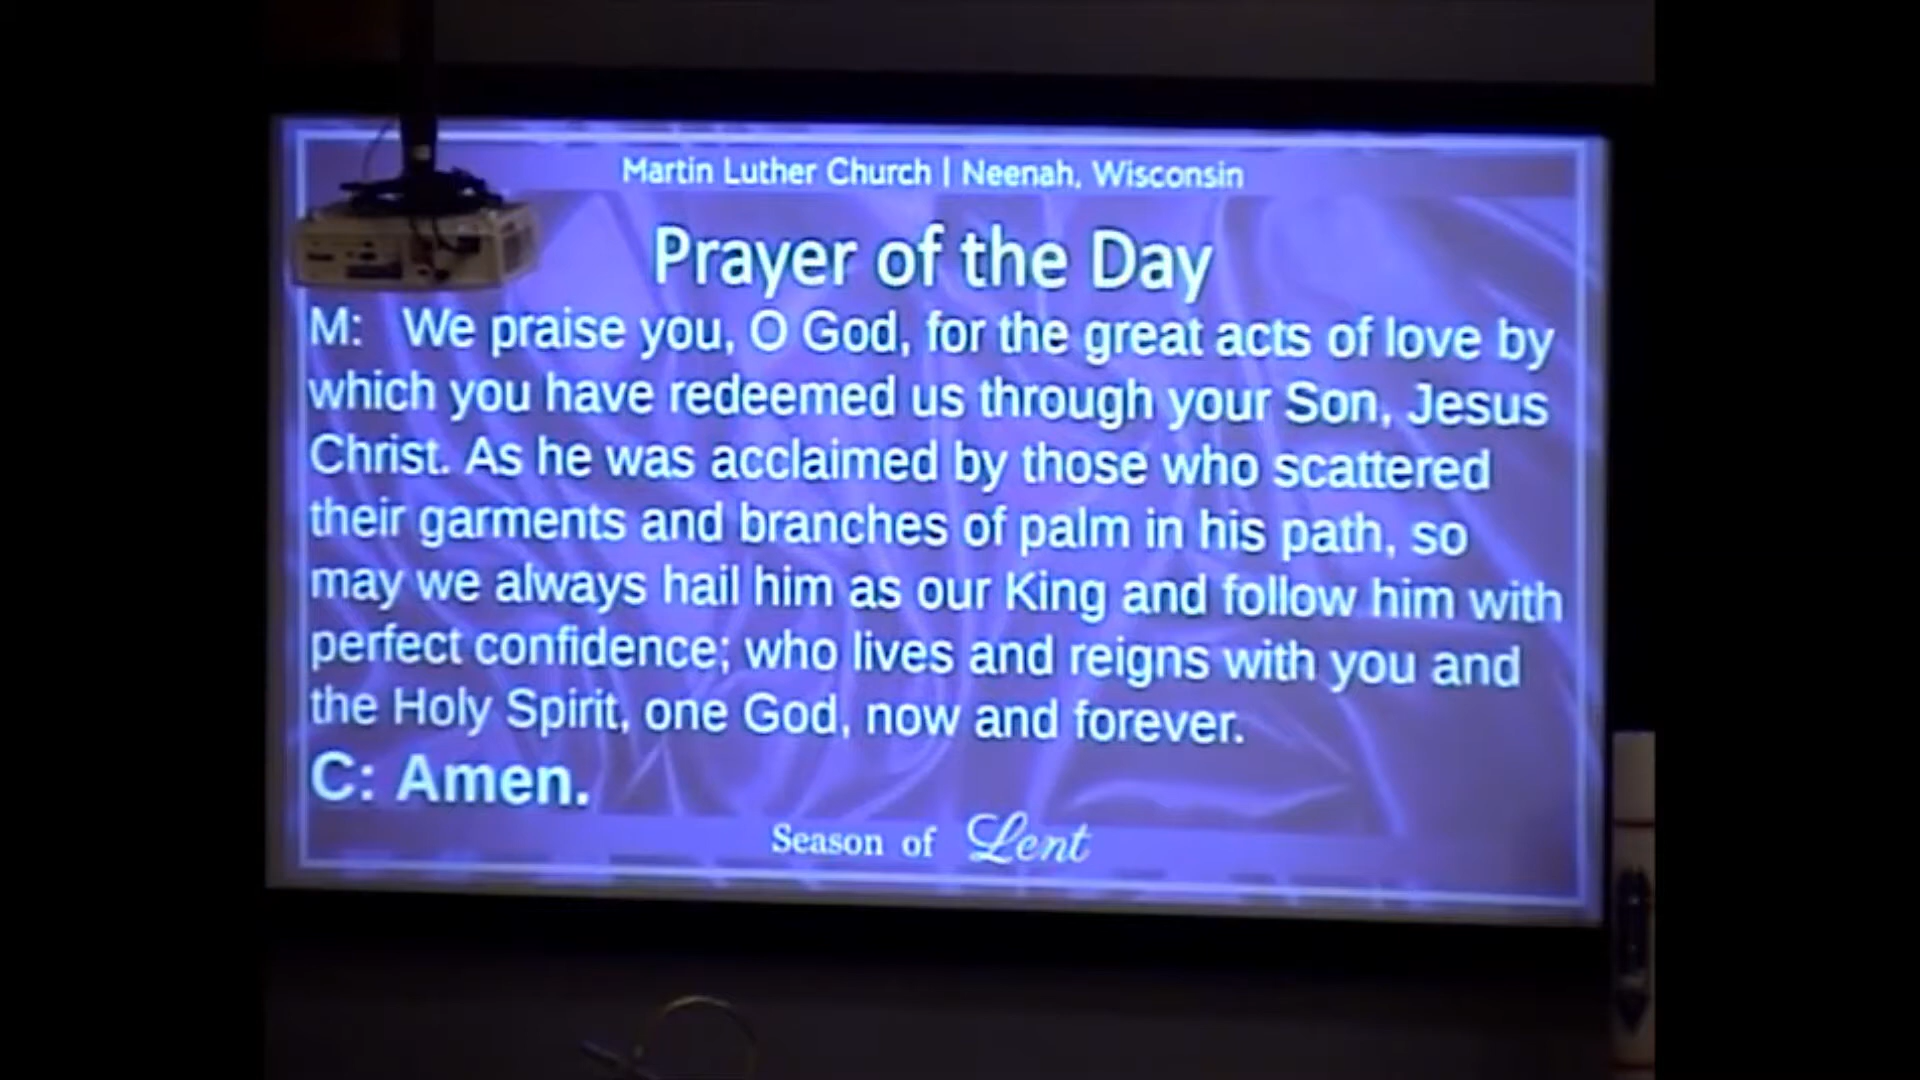 Martin Luther Church | Neenah, Wisconsin
Prayer of the Day
M: We praise you, O God, for the great acts of love by
which you have redeemed us through your Son, Jesus
Christ. As he was acclaimed by those who scattered
their garments and branches of palm in his path, so
may we always hail him as our King and follow him with
perfect confidence; who lives and reigns with you and
the Holy Spirit, one God, now and forever.
C: Amen.
Season of Lent